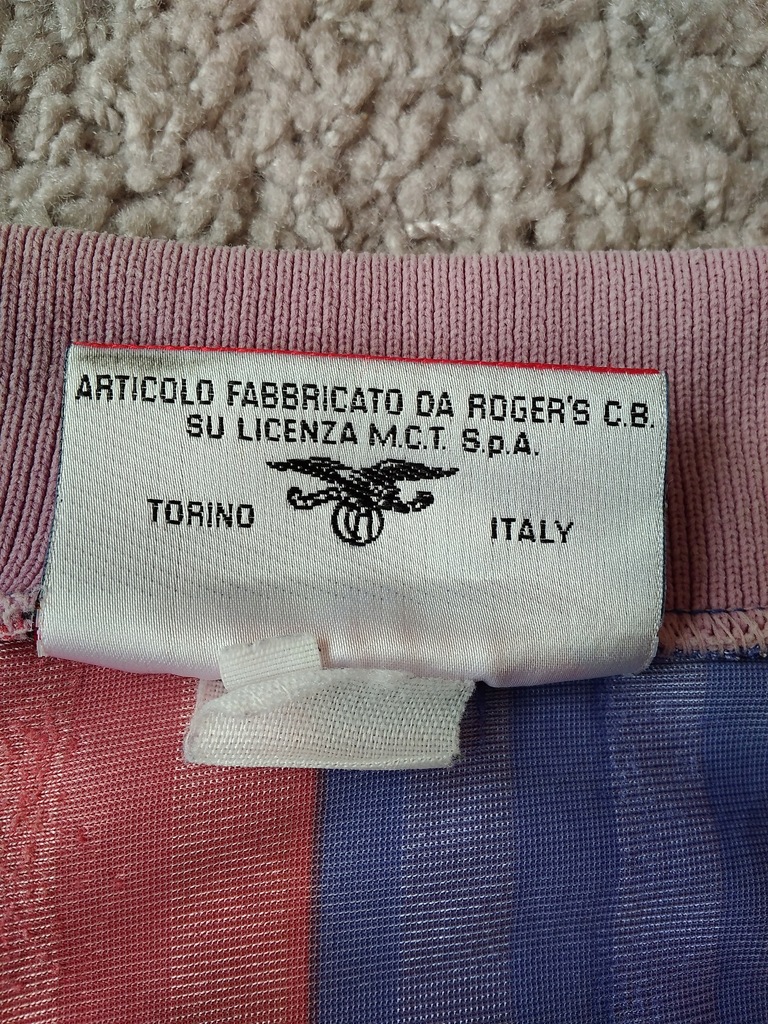 ARTICOLO FABBRICATO DA ROGER'S C.B.
SU LICENZA M.C.T. S.p.A.
TORINO ITALY